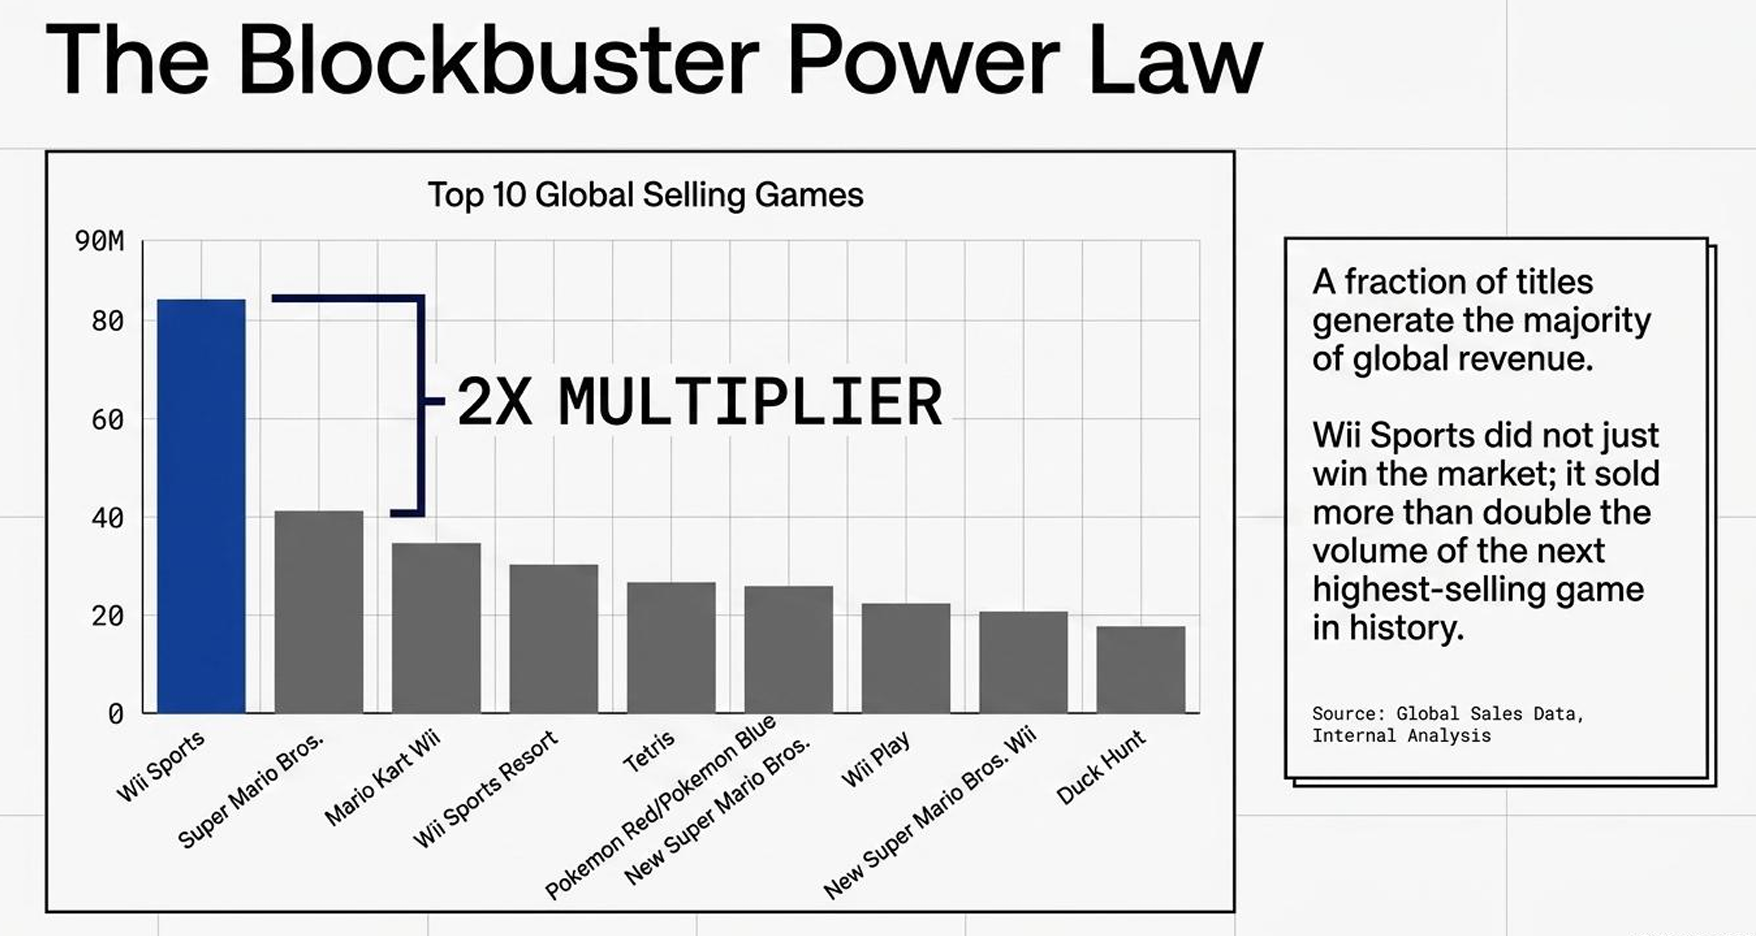 The Blockbuster Power Law
Top 10 Global Selling Games
90M
80
60
40
20
0
2X MULTIPLIER
Wii Sports
Super Mario Bros.
Mario Kart Wii
Wii Sports Resort
Tetris
Pokemon Red/Pokemon Blue
New Super Mario Bros.
Wii Play
New Super Mario Bros. Wii
Duck Hunt
A fraction of titles
generate the majority
of global revenue.
Wii Sports did not just
win the market; it sold
more than double the
volume of the next
highest-selling game
in history.
Source: Global Sales Data,
Internal Analysis